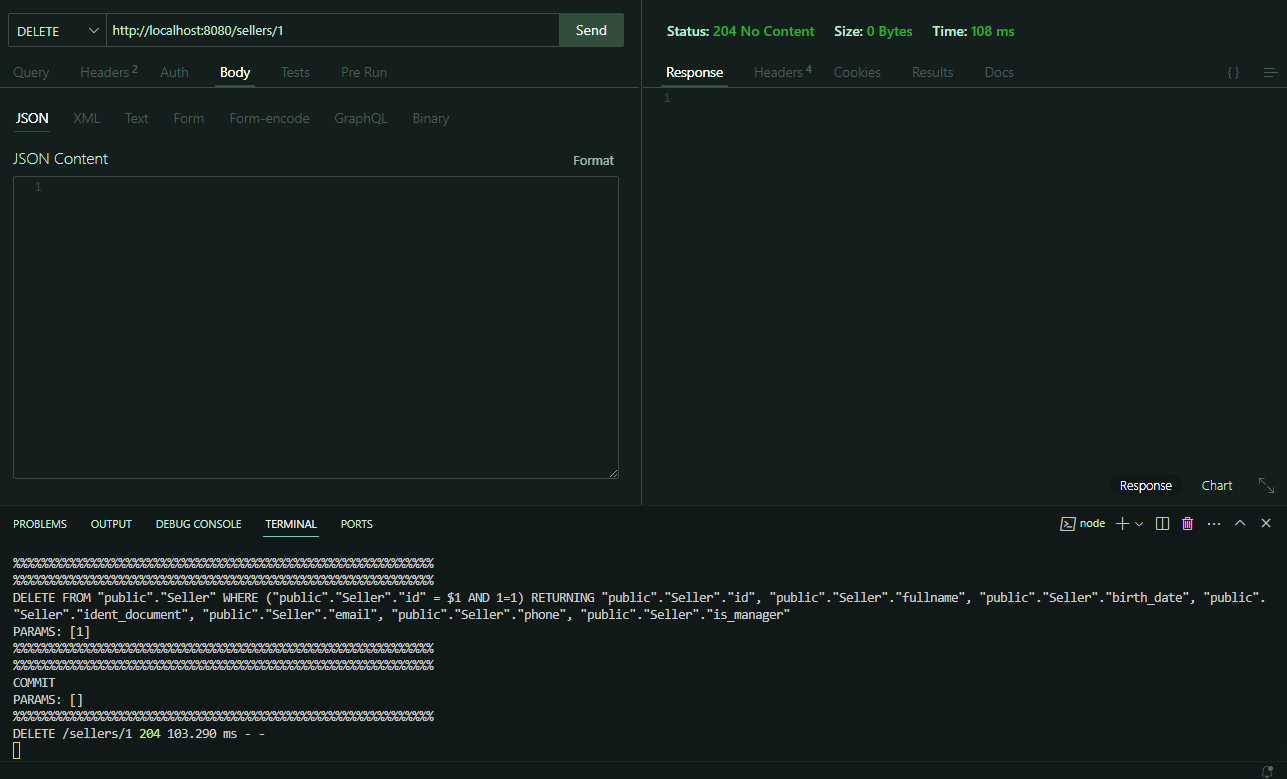 DELETE http://localhost:8080/sellers/1 Send
Status: 204 No Content Size: 0 Bytes Time: 108 ms
Query Headers 2 Auth Body Tests Pre Run
Response Headers 4 Cookies Results Docs { }
JSON XML Text Form Form-encode GraphQL Binary
JSON Content Format
1
1
Response Chart
PROBLEMS OUTPUT DEBUG CONSOLE TERMINAL PORTS node
%%%%%%%%%%%%%%%%%%%%%%%%%%%%%%%%%%%%%%%%%%%%%%%%%%%%%%%%%%%%
%%%%%%%%%%%%%%%%%%%%%%%%%%%%%%%%%%%%%%%%%%%%%%%%%%%%%%%%%%%%
DELETE FROM "public"."Seller" WHERE ("public"."Seller"."id" = $1 AND 1=1) RETURNING "public"."Seller"."id", "public"."Seller"."fullname", "public"."Seller"."birth_date", "public".
"Seller"."ident_document", "public"."Seller"."email", "public"."Seller"."phone", "public"."Seller"."is_manager"
PARAMS: [1]
%%%%%%%%%%%%%%%%%%%%%%%%%%%%%%%%%%%%%%%%%%%%%%%%%%%%%%%%%%%%
%%%%%%%%%%%%%%%%%%%%%%%%%%%%%%%%%%%%%%%%%%%%%%%%%%%%%%%%%%%%
COMMIT
PARAMS: []
%%%%%%%%%%%%%%%%%%%%%%%%%%%%%%%%%%%%%%%%%%%%%%%%%%%%%%%%%%%%
DELETE /sellers/1 204 103.290 ms - -